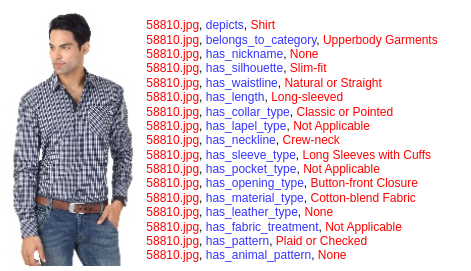 58810.jpg, depicts, Shirt
58810.jpg, belongs_to_category, Upperbody Garments
58810.jpg, has_nickname, None
58810.jpg, has_silhouette, Slim-fit
58810.jpg, has_waistline, Natural or Straight
58810.jpg, has_length, Long-sleeved
58810.jpg, has_collar_type, Classic or Pointed
58810.jpg, has_lapel_type, Not Applicable
58810.jpg, has_neckline, Crew-neck
58810.jpg, has_sleeve_type, Long Sleeves with Cuffs
58810.jpg, has_pocket_type, Not Applicable
58810.jpg, has_opening_type, Button-front Closure
58810.jpg, has_material_type, Cotton-blend Fabric
58810.jpg, has_leather_type, None
58810.jpg, has_fabric_treatment, Not Applicable
58810.jpg, has_pattern, Plaid or Checked
58810.jpg, has_animal_pattern, None